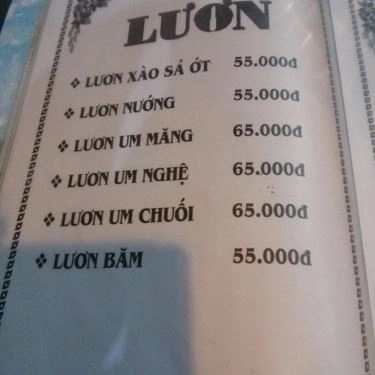 LƯƠN
❖ LƯƠN XÀO SẢ ỚT 55.000đ
❖ LƯƠN NƯỚNG 55.000đ
❖ LƯƠN UM MĂNG 65.000đ
❖ LƯƠN UM NGHỆ 65.000đ
❖ LƯƠN UM CHUỐI 65.000đ
❖ LƯƠN BĂM 55.000đ